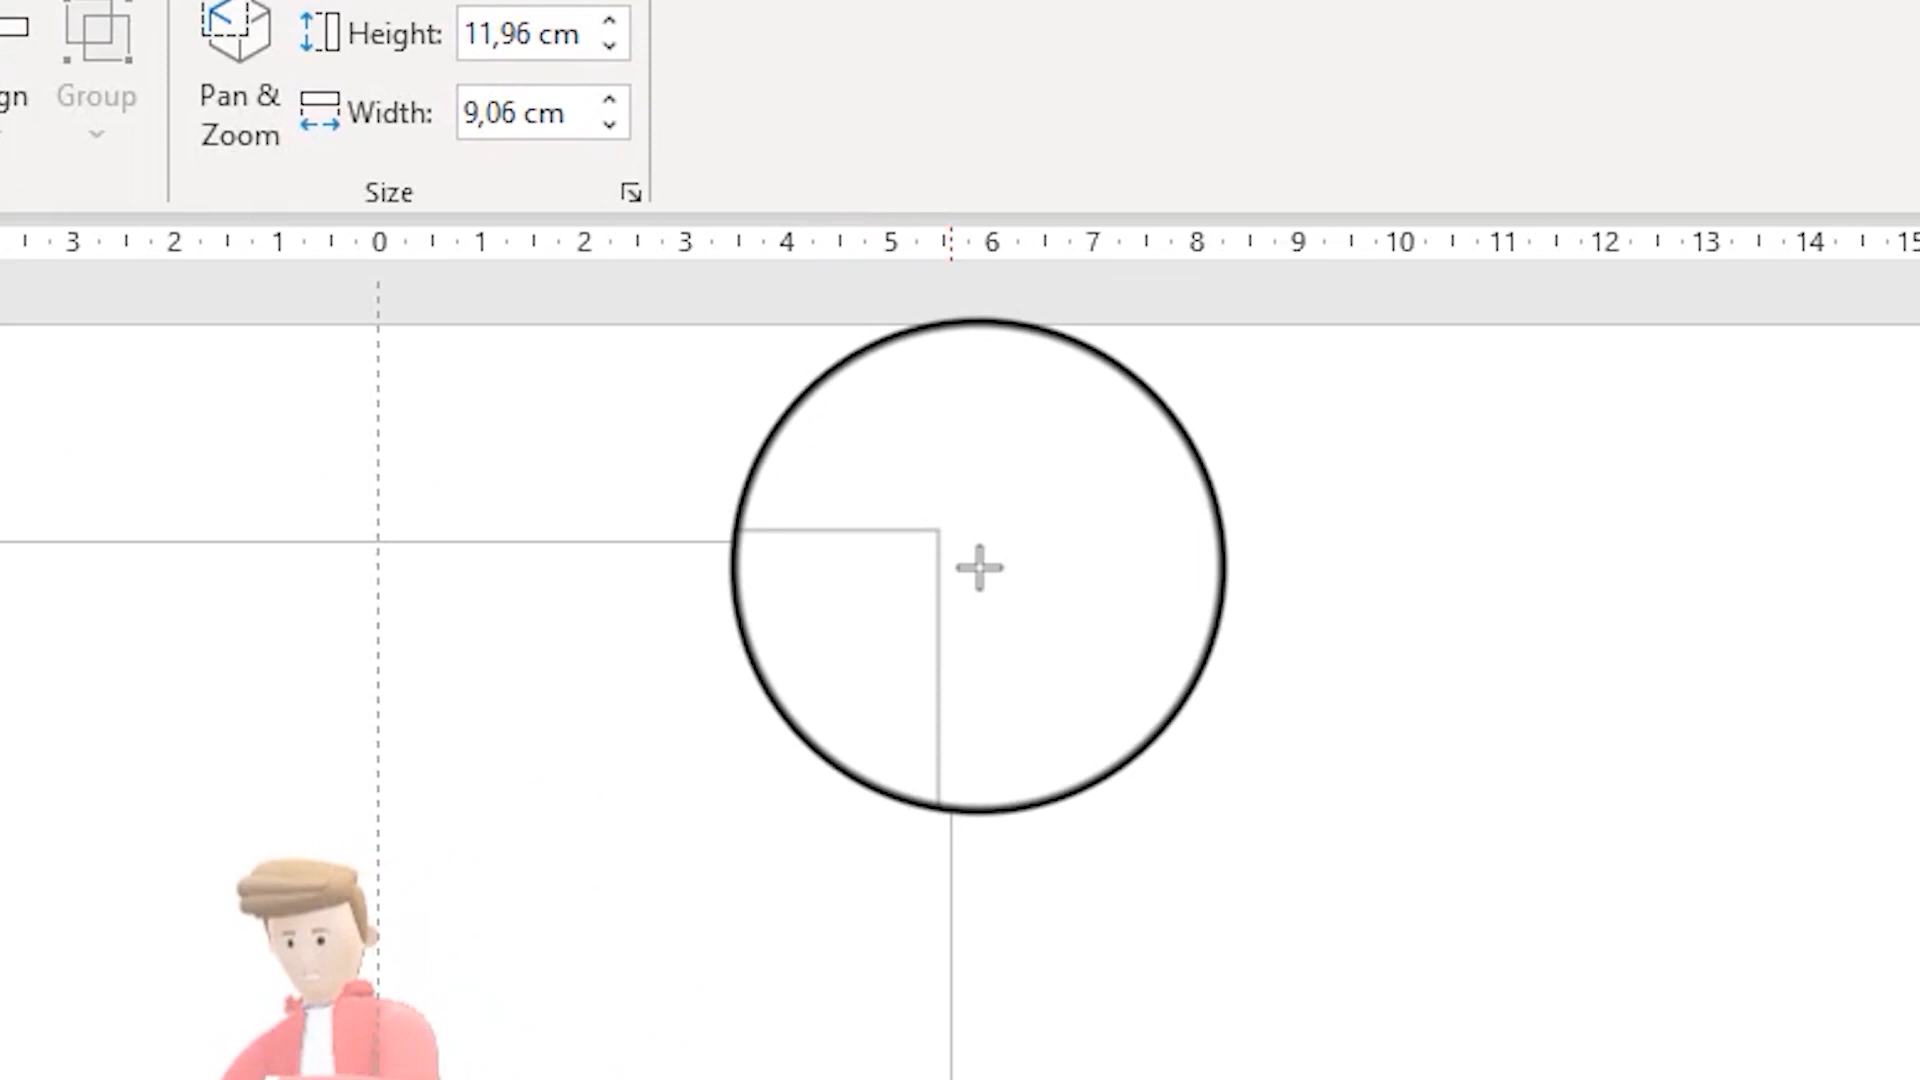 Height: 11,96 cm
gn Group Pan & Zoom Width: 9,06 cm
Size
3 2 1 0 1 2 3 4 5 6 7 8 9 10 11 12 13 14 15